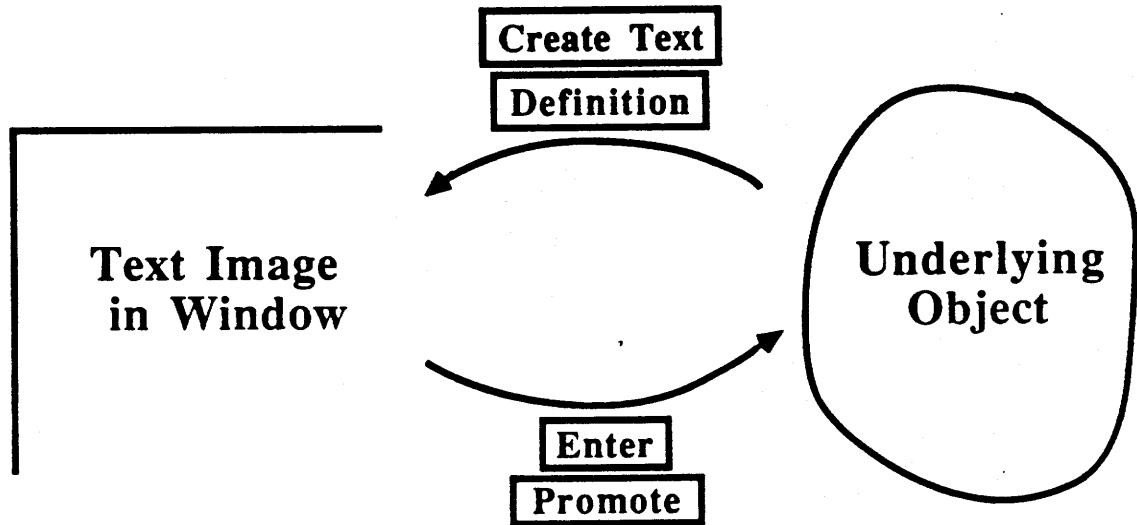 Create Text
Definition
Text Image
in Window
Underlying
Object
Enter
Promote